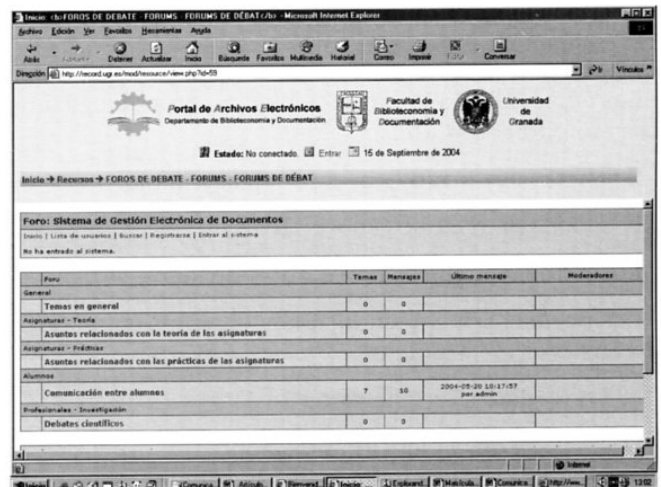 Inicio <b>FOROS DE DEBATE - FORUMS - FORUMS DE DÉBAT</b> - Microsoft Internet Explorer
Archivo Edición Ver Favoritos Herramientas Ayuda
Atrás Detener Actualizar Inicio Búsqueda Favoritos Multimedia Historial Correo Imprimir Conversar
Dirección http://record.ugr.es/mod/resource/view.php?id=59 Ir Vínculos
Portal de Archivos Electrónicos
Departamento de Biblioteconomía y Documentación
Facultad de Biblioteconomía y Documentación
Universidad de Granada
Estado: No conectado. Entrar 16 de Septiembre de 2004
Inicio → Recursos → FOROS DE DEBATE - FORUMS - FORUMS DE DÉBAT
Foro: Sistema de Gestión Electrónica de Documentos
Inicio | Lista de usuarios | Buscar | Registrarse | Entrar al sistema
No ha entrado al sistema.
Foro Temas Mensajes Último mensaje Moderadores
General
Temas en general 0 0
Asignaturas - Teoría
Asuntos relacionados con la teoría de las asignaturas 0 0
Asignaturas - Prácticas
Asuntos relacionados con las prácticas de las asignaturas 0 0
Alumnos
Comunicación entre alumnos 7 10 2004-05-20 10:17:57
por admin
Profesionales - Investigación
Debates científicos 0 0
Internet
Inicio 13:02